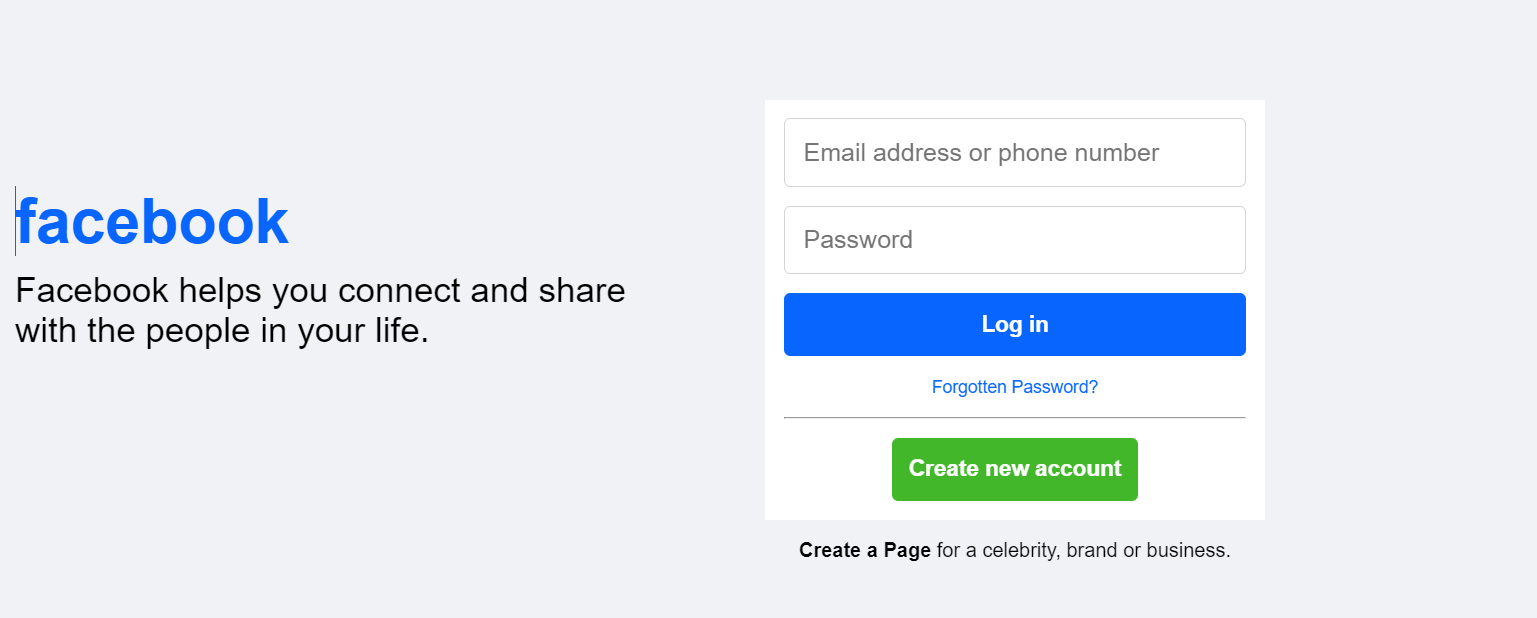 facebook
Facebook helps you connect and share
with the people in your life.
Email address or phone number
Password
Log in
Forgotten Password?
Create new account
Create a Page for a celebrity, brand or business.